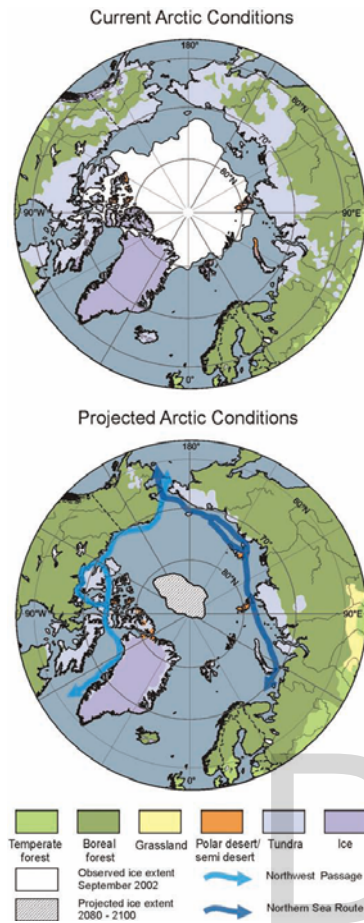 Current Arctic Conditions
180°
60°N
70°
80°N
90°W
90°E
0°
Projected Arctic Conditions
180°
60°N
70°
80°N
90°W
90°E
0°
Temperate forest
Boreal forest
Grassland
Polar desert/ semi desert
Tundra
Ice
Observed ice extent
September 2002
Northwest Passage
Projected ice extent
2080 - 2100
Northern Sea Route